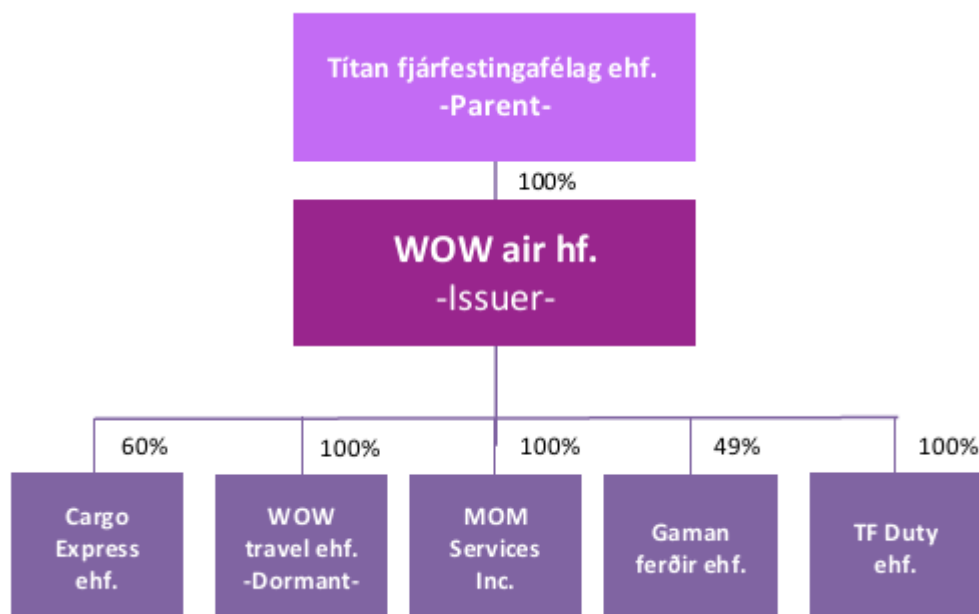 Títan fjárfestingafélag ehf.
-Parent-
100%
WOW air hf.
-Issuer-
60%
100%
100%
49%
100%
Cargo
Express
ehf.
WOW
travel ehf.
-Dormant-
MOM
Services
Inc.
Gaman
ferðir ehf.
TF Duty
ehf.